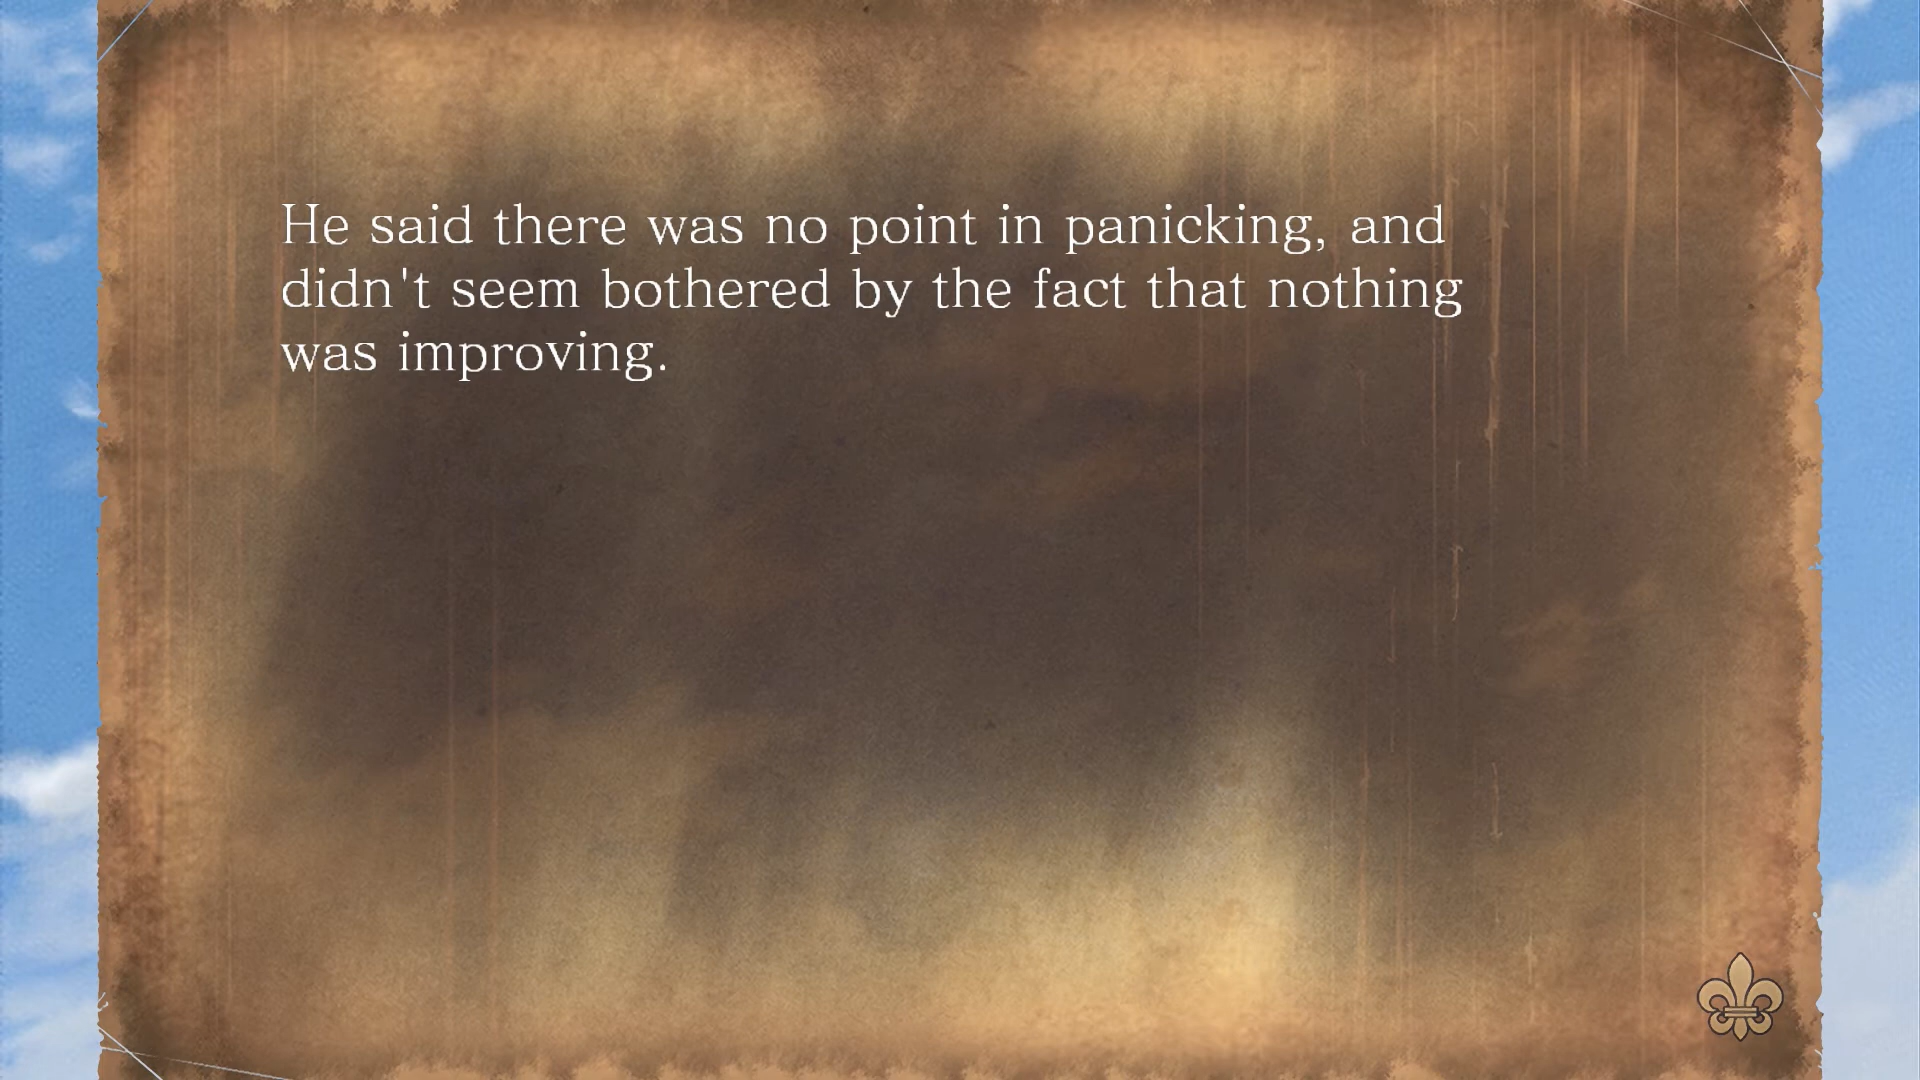 He said there was no point in panicking, and
didn't seem bothered by the fact that nothing
was improving.